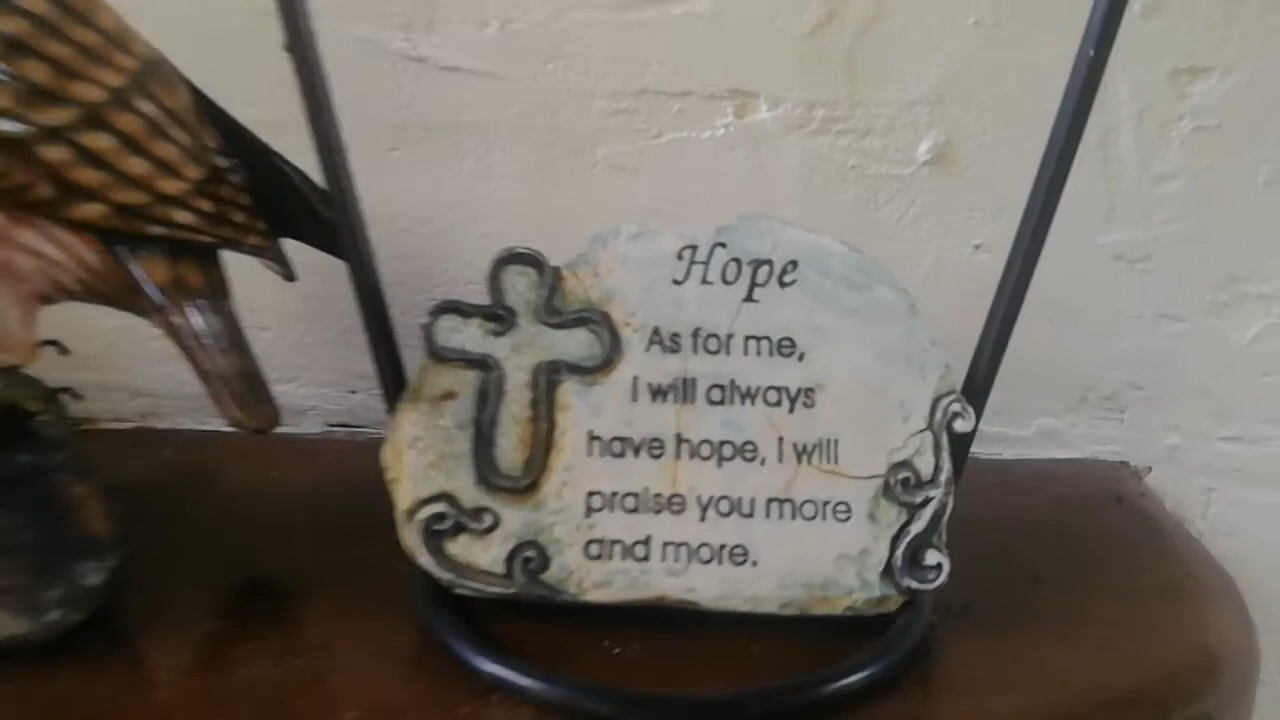 Hope
As for me,
I will always
have hope, I will
praise you more
and more.